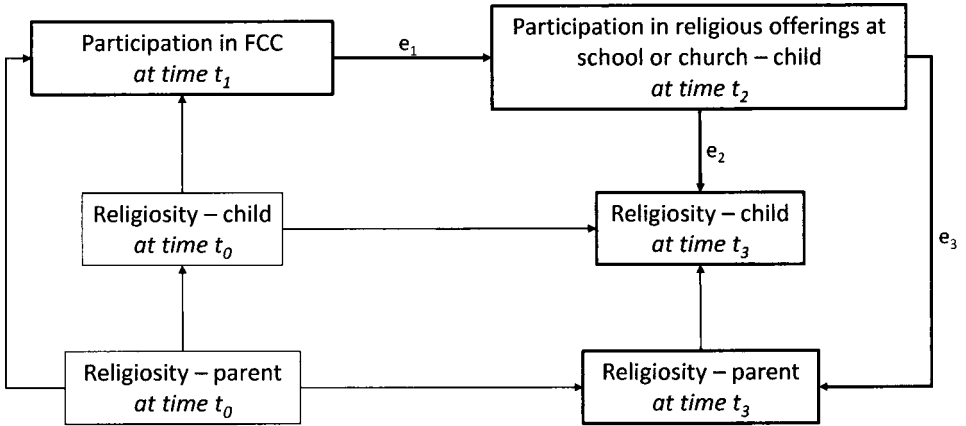 Participation in FCC
at time t₁
e₁
Participation in religious offerings at
school or church – child
at time t₂
e₂
Religiosity – child
at time t₀
Religiosity – child
at time t₃
e₃
Religiosity – parent
at time t₀
Religiosity – parent
at time t₃